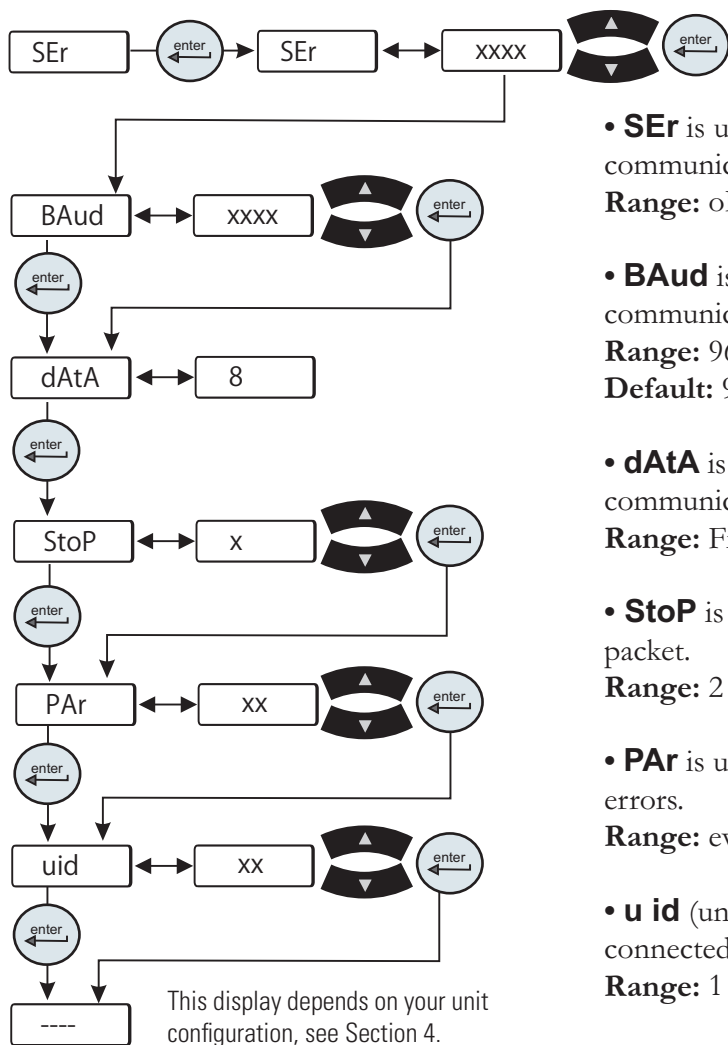 SEr enter SEr xxxx enter
• SEr is u
communic
Range: o
BAud xxxx enter
enter
• BAud is
communic
Range: 9
Default: 9
dAtA 8
enter
• dAtA is
communic
Range: F
StoP x enter
enter
• StoP is
packet.
Range: 2
PAr xx enter
enter
• PAr is u
errors.
Range: ev
uid xx enter
enter
• u id (un
connected
Range: 1
----
This display depends on your unit
configuration, see Section 4.